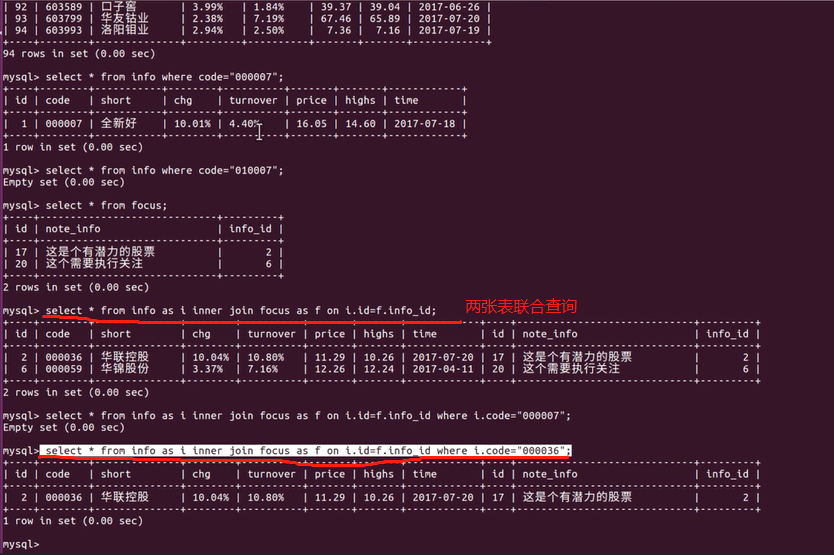 | 92 | 603589 | 口子窖 | 3.99% | 1.84% | 39.37 | 39.04 | 2017-06-26 |
| 93 | 603799 | 华友钴业 | 2.38% | 7.19% | 67.46 | 65.89 | 2017-07-20 |
| 94 | 603993 | 洛阳钼业 | 2.94% | 2.50% | 7.36 | 7.16 | 2017-07-19 |
94 rows in set (0.00 sec)
mysql> select * from info where code="000007";
| id | code | short | chg | turnover | price | highs | time |
| 1 | 000007 | 全新好 | 10.01% | 4.40% | 16.05 | 14.60 | 2017-07-18 |
1 row in set (0.00 sec)
mysql> select * from info where code="010007";
Empty set (0.00 sec)
mysql> select * from focus;
| id | note_info | info_id |
| 17 | 这是个有潜力的股票 | 2 |
| 20 | 这个需要执行关注 | 6 |
2 rows in set (0.00 sec)
mysql> select * from info as i inner join focus as f on i.id=f.info_id; 两张表联合查询
| id | code | short | chg | turnover | price | highs | time | id | note_info | info_id |
| 2 | 000036 | 华联控股 | 10.04% | 10.80% | 11.29 | 10.26 | 2017-07-20 | 17 | 这是个有潜力的股票 | 2 |
| 6 | 000059 | 华锦股份 | 3.37% | 7.16% | 12.26 | 12.24 | 2017-04-11 | 20 | 这个需要执行关注 | 6 |
2 rows in set (0.00 sec)
mysql> select * from info as i inner join focus as f on i.id=f.info_id where i.code="000007";
Empty set (0.00 sec)
mysql> select * from info as i inner join focus as f on i.id=f.info_id where i.code="000036";
| id | code | short | chg | turnover | price | highs | time | id | note_info | info_id |
| 2 | 000036 | 华联控股 | 10.04% | 10.80% | 11.29 | 10.26 | 2017-07-20 | 17 | 这是个有潜力的股票 | 2 |
1 row in set (0.00 sec)
mysql>